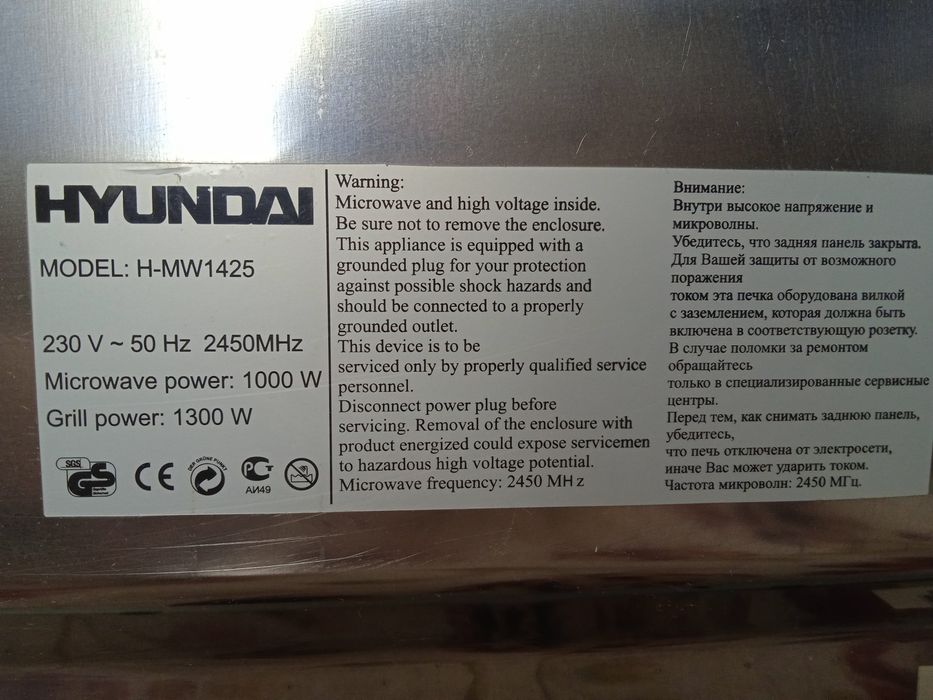 HYUNDAI
MODEL: H-MW1425
230 V ~ 50 Hz 2450MHz
Microwave power: 1000 W
Grill power: 1300 W
SGS
GS
CE
DER GRÜNE PUNKT
РСТ
АИ49
Warning:
Microwave and high voltage inside.
Be sure not to remove the enclosure.
This appliance is equipped with a
grounded plug for your protection
against possible shock hazards and
should be connected to a properly
grounded outlet.
This device is to be
serviced only by properly qualified service
personnel.
Disconnect power plug before
servicing. Removal of the enclosure with
product energized could expose servicemen
to hazardous high voltage potential.
Microwave frequency: 2450 MHz
Внимание:
Внутри высокое напряжение и
микроволны.
Убедитесь, что задняя панель закрыта.
Для Вашей защиты от возможного
поражения
током эта печка оборудована вилкой
с заземлением, которая должна быть
включена в соответствующую розетку.
В случае поломки за ремонтом
обращайтесь
только в специализированные сервисные
центры.
Перед тем, как снимать заднюю панель,
убедитесь,
что печь отключена от электросети,
иначе Вас может ударить током.
Частота микроволн: 2450 МГц.